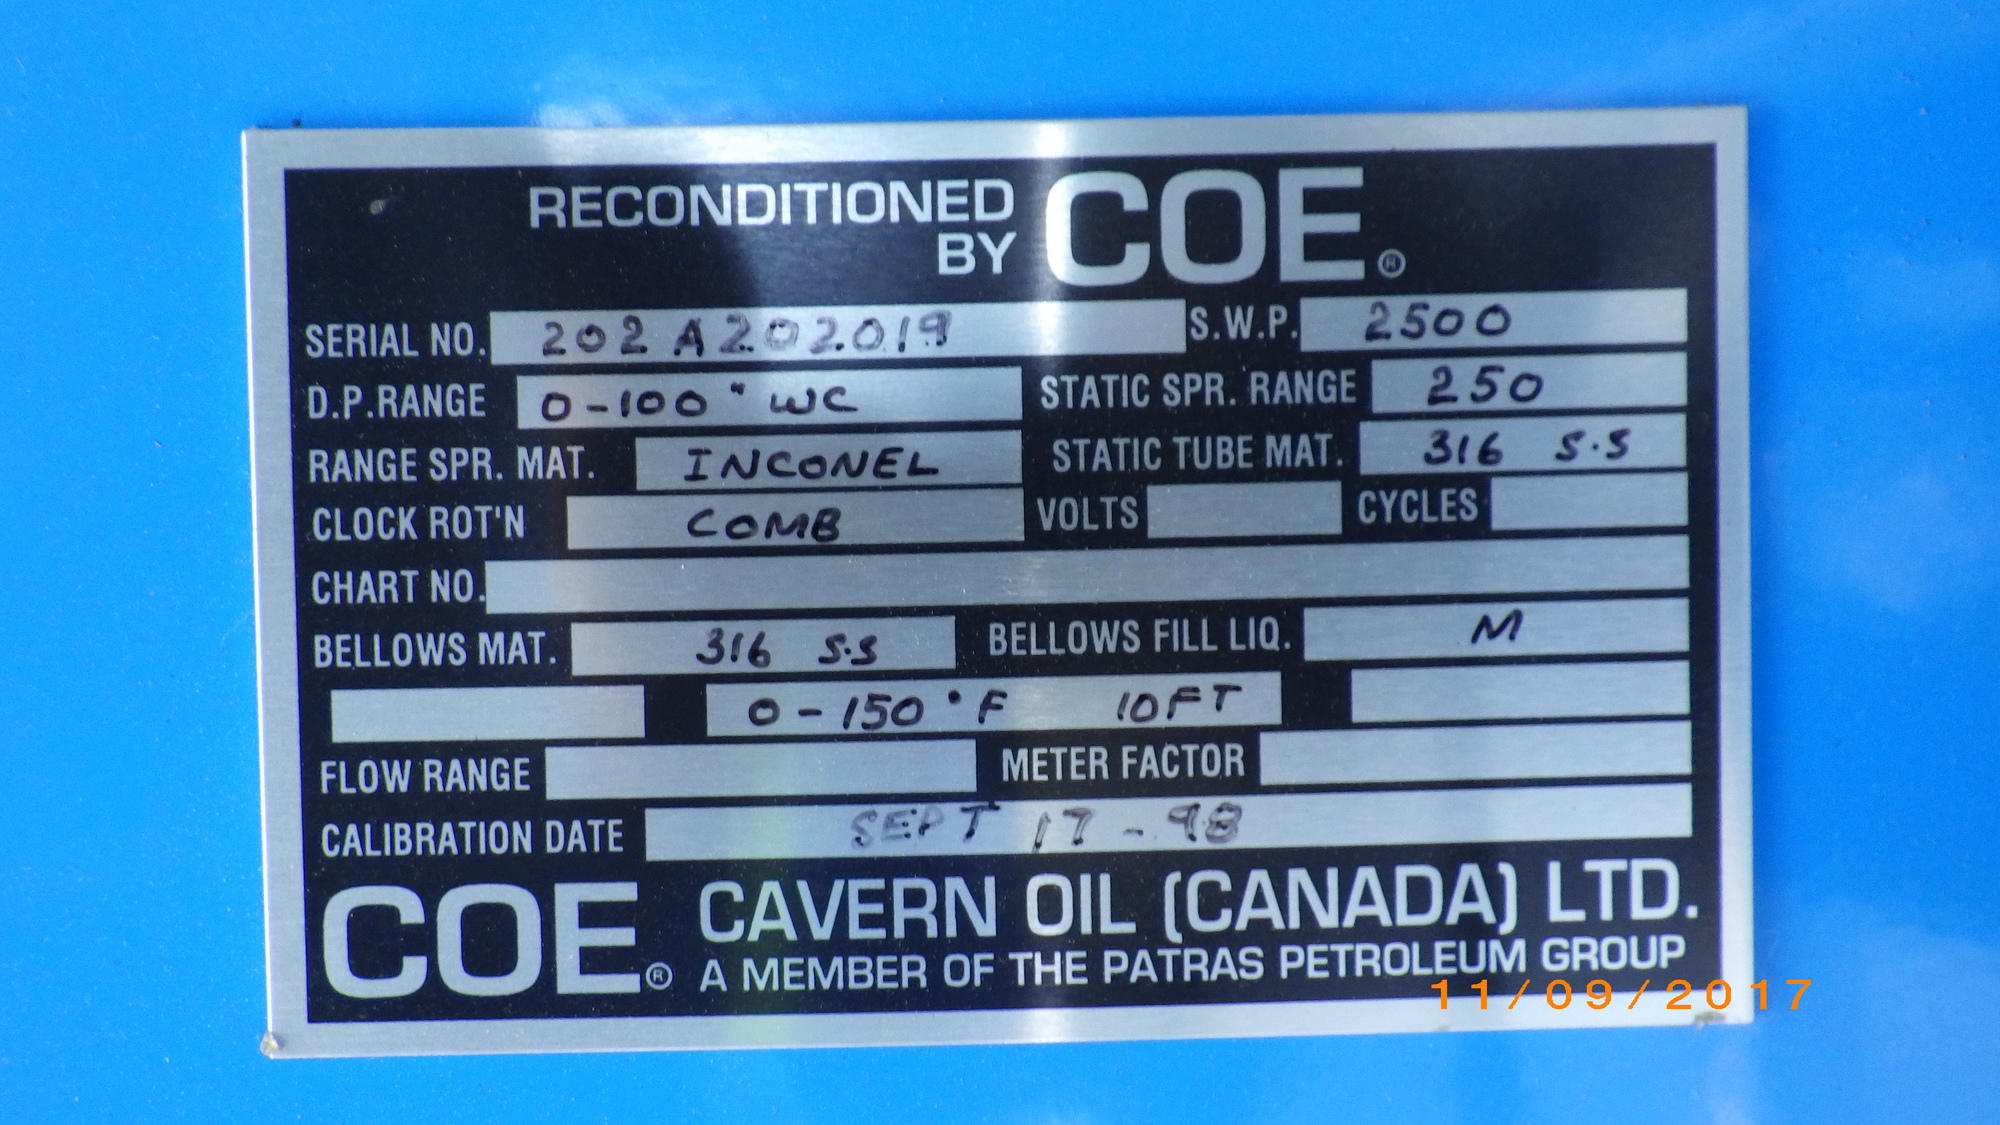 RECONDITIONED
BY COE®
SERIAL NO. 202A202019 S.W.P. 2500
D.P.RANGE 0-100" WC STATIC SPR. RANGE 250
RANGE SPR. MAT. INCONEL STATIC TUBE MAT. 316 S.S
CLOCK ROT'N COMB VOLTS CYCLES
CHART NO.
BELLOWS MAT. 316 S.S BELLOWS FILL LIQ. M
0-150°F 10FT
FLOW RANGE METER FACTOR
CALIBRATION DATE SEPT 17-98
COE® CAVERN OIL (CANADA) LTD.
A MEMBER OF THE PATRAS PETROLEUM GROUP
11/09/2017